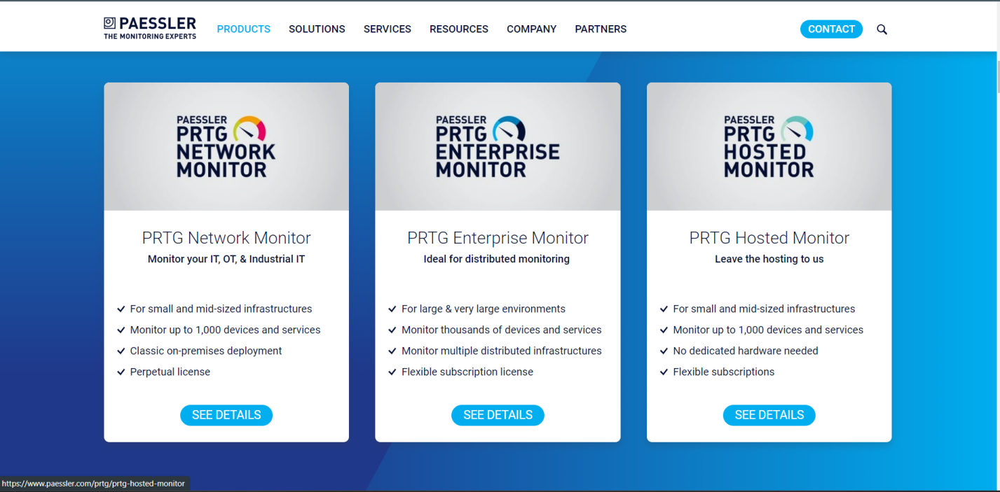 PAESSLER
THE MONITORING EXPERTS
PRODUCTS SOLUTIONS SERVICES RESOURCES COMPANY PARTNERS CONTACT
PAESSLER
PRTG
NETWORK
MONITOR
PRTG Network Monitor
Monitor your IT, OT, & Industrial IT
For small and mid-sized infrastructures
Monitor up to 1,000 devices and services
Classic on-premises deployment
Perpetual license
SEE DETAILS
PAESSLER
PRTG
ENTERPRISE
MONITOR
PRTG Enterprise Monitor
Ideal for distributed monitoring
For large & very large environments
Monitor thousands of devices and services
Monitor multiple distributed infrastructures
Flexible subscription license
SEE DETAILS
PAESSLER
PRTG
HOSTED
MONITOR
PRTG Hosted Monitor
Leave the hosting to us
For small and mid-sized infrastructures
Monitor up to 1,000 devices and services
No dedicated hardware needed
Flexible subscriptions
SEE DETAILS
https://www.paessler.com/prtg/prtg-hosted-monitor